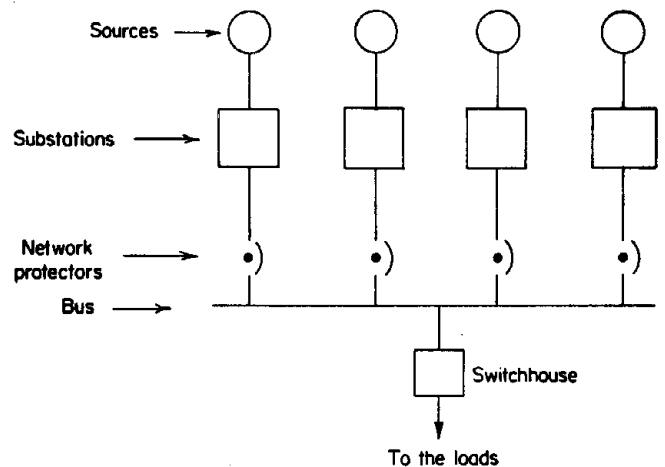 Sources
Substations
Network
protectors
Bus
Switchhouse
To the loads